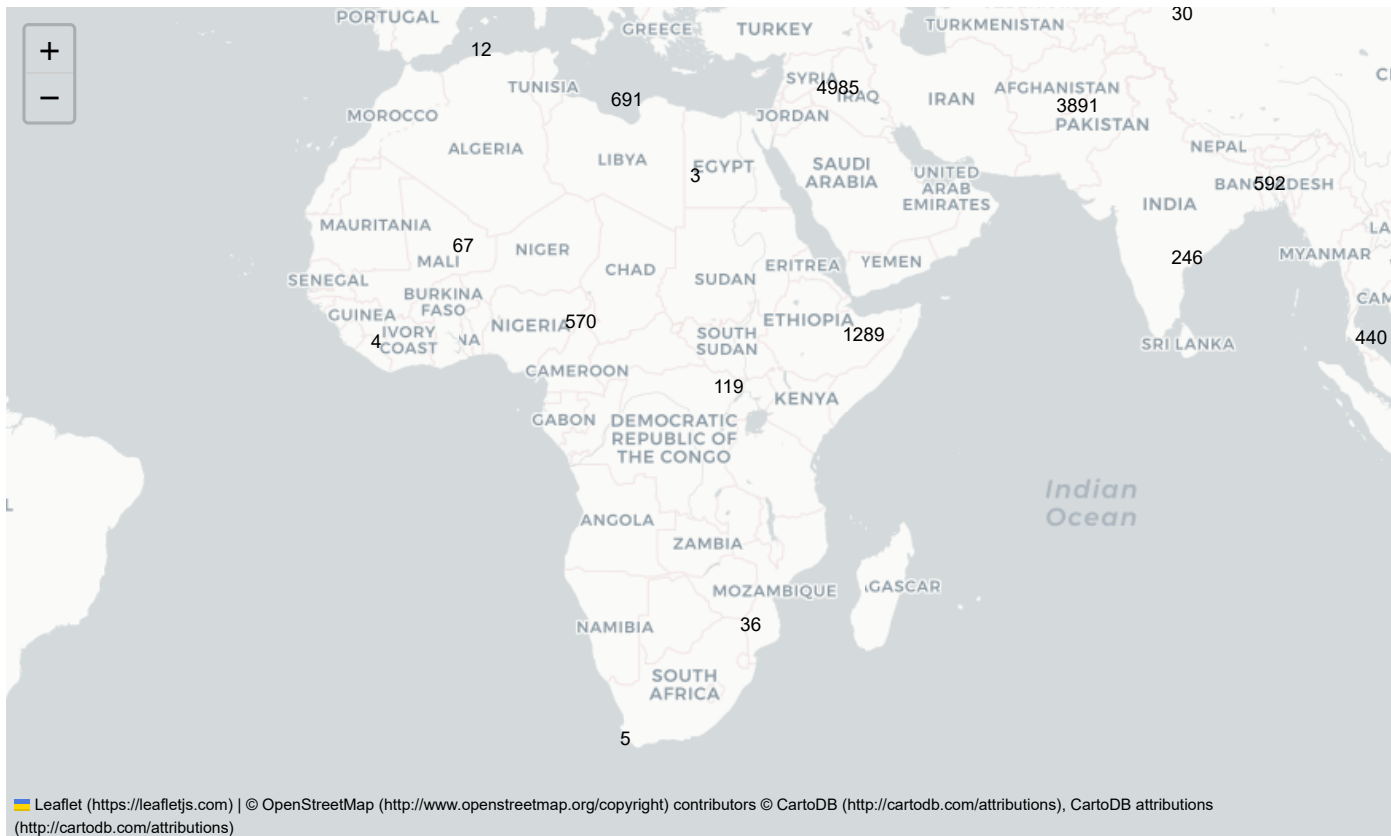 PORTUGAL
GREECE
TURKEY
TURKMENISTAN
30
+
12
TUNISIA
SYRIA
4985
IRAQ
IRAN
AFGHANISTAN
3891
PAKISTAN
−
691
MOROCCO
JORDAN
ALGERIA
LIBYA
3
EGYPT
SAUDI
ARABIA
UNITED
ARAB
EMIRATES
NEPAL
592
INDIA
MAURITANIA
67
MALI
NIGER
CHAD
SUDAN
ERITREA
YEMEN
246
MYANMAR
SENEGAL
BURKINA
FASO
GUINEA
4
IVORY
COAST
NA
NIGERIA
570
SOUTH
SUDAN
ETHIOPIA
1289
SRI LANKA
440
CAMEROON
119
KENYA
GABON
DEMOCRATIC
REPUBLIC OF
THE CONGO
Indian
Ocean
ANGOLA
ZAMBIA
MOZAMBIQUE
GASCAR
NAMIBIA
36
SOUTH
AFRICA
5
Leaflet (https://leafletjs.com) | © OpenStreetMap (http://www.openstreetmap.org/copyright) contributors © CartoDB (http://cartodb.com/attributions), CartoDB attributions
(http://cartodb.com/attributions)